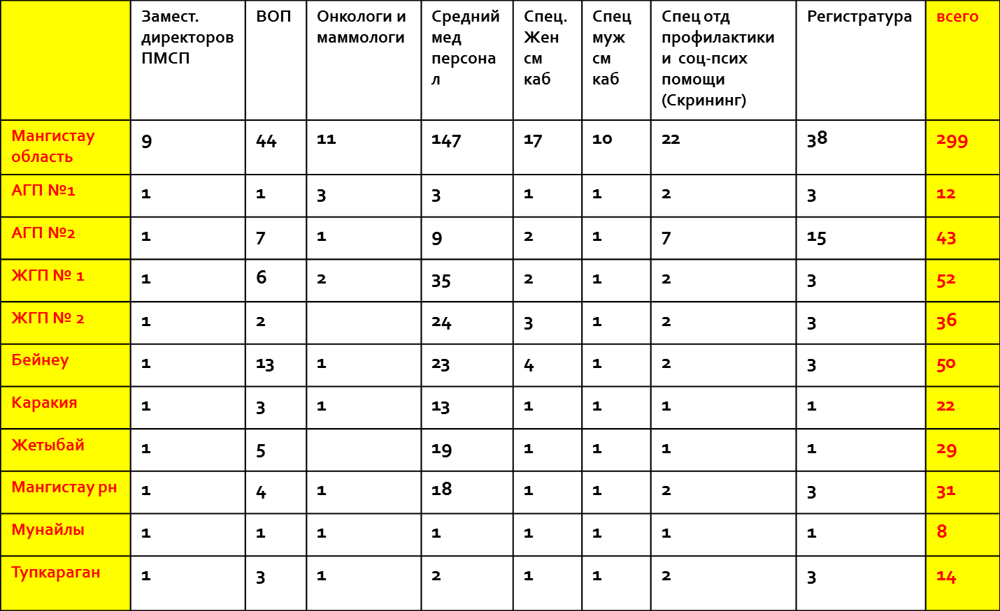 Замест. директоров ПМСП ВОП Онкологи и маммологи Средний мед персона л Спец. Жен см каб Спец муж см каб Спец отд профилактики и соц-псих помощи (Скрининг) Регистратура всего
Мангистау область 9 44 11 147 17 10 22 38 299
АГП №1 1 1 3 3 1 1 2 3 12
АГП №2 1 7 1 9 2 1 7 15 43
ЖГП № 1 1 6 2 35 2 1 2 3 52
ЖГП № 2 1 2 24 3 1 2 3 36
Бейнеу 1 13 1 23 4 1 2 3 50
Каракия 1 3 1 13 1 1 1 1 22
Жетыбай 1 5 19 1 1 1 1 29
Мангистау рн 1 4 1 18 1 1 2 3 31
Мунайлы 1 1 1 1 1 1 1 1 8
Тупкараган 1 3 1 2 1 1 2 3 14